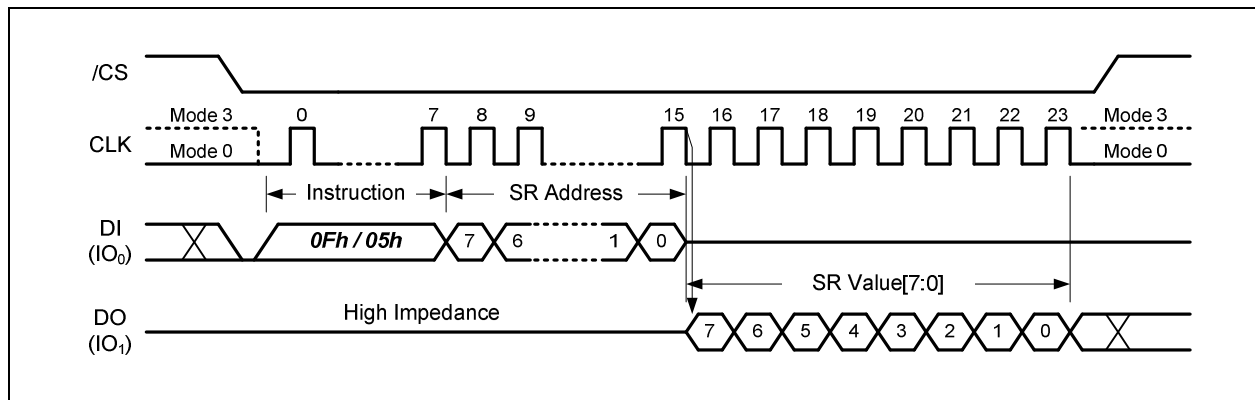 /CS
Mode 3 0 7 8 9 15 16 17 18 19 20 21 22 23 Mode 3
CLK
Mode 0 Mode 0
Instruction SR Address
DI
(IO0)
0Fh / 05h 7 6 1 0
SR Value[7:0]
High Impedance
DO
(IO1)
7 6 5 4 3 2 1 0